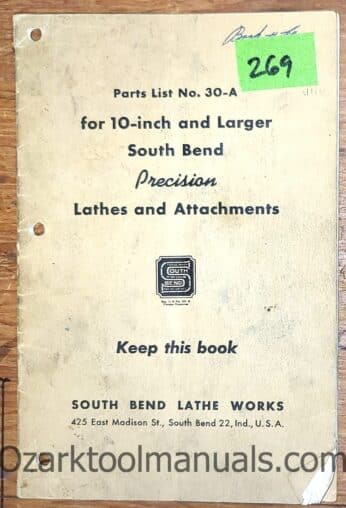 269
Parts List No. 30-A
for 10-inch and Larger
South Bend
Precision
Lathes and Attachments
SOUTH
BEND
Keep this book
SOUTH BEND LATHE WORKS
425 East Madison St., South Bend 22, Ind., U.S.A.
Ozarktoolmanuals.com